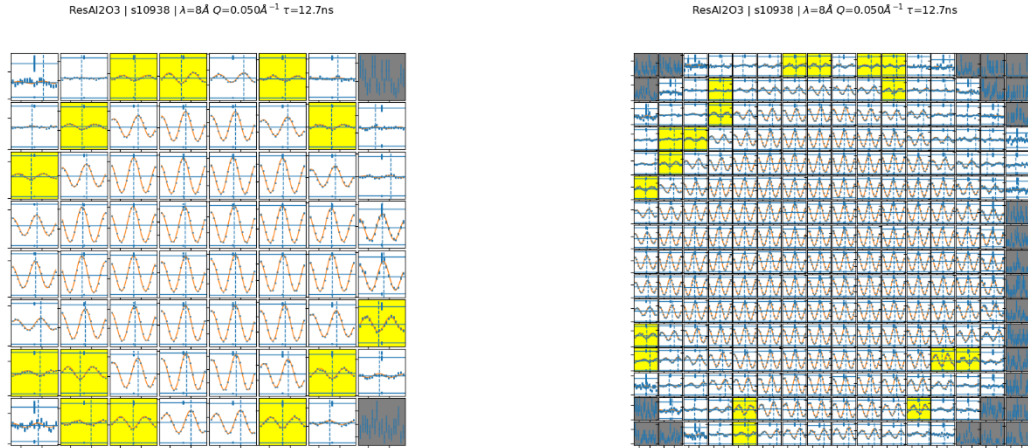 ResAl2O3 | s10938 | λ=8Å Q=0.050Å⁻¹ τ=12.7ns
ResAl2O3 | s10938 | λ=8Å Q=0.050Å⁻¹ τ=12.7ns